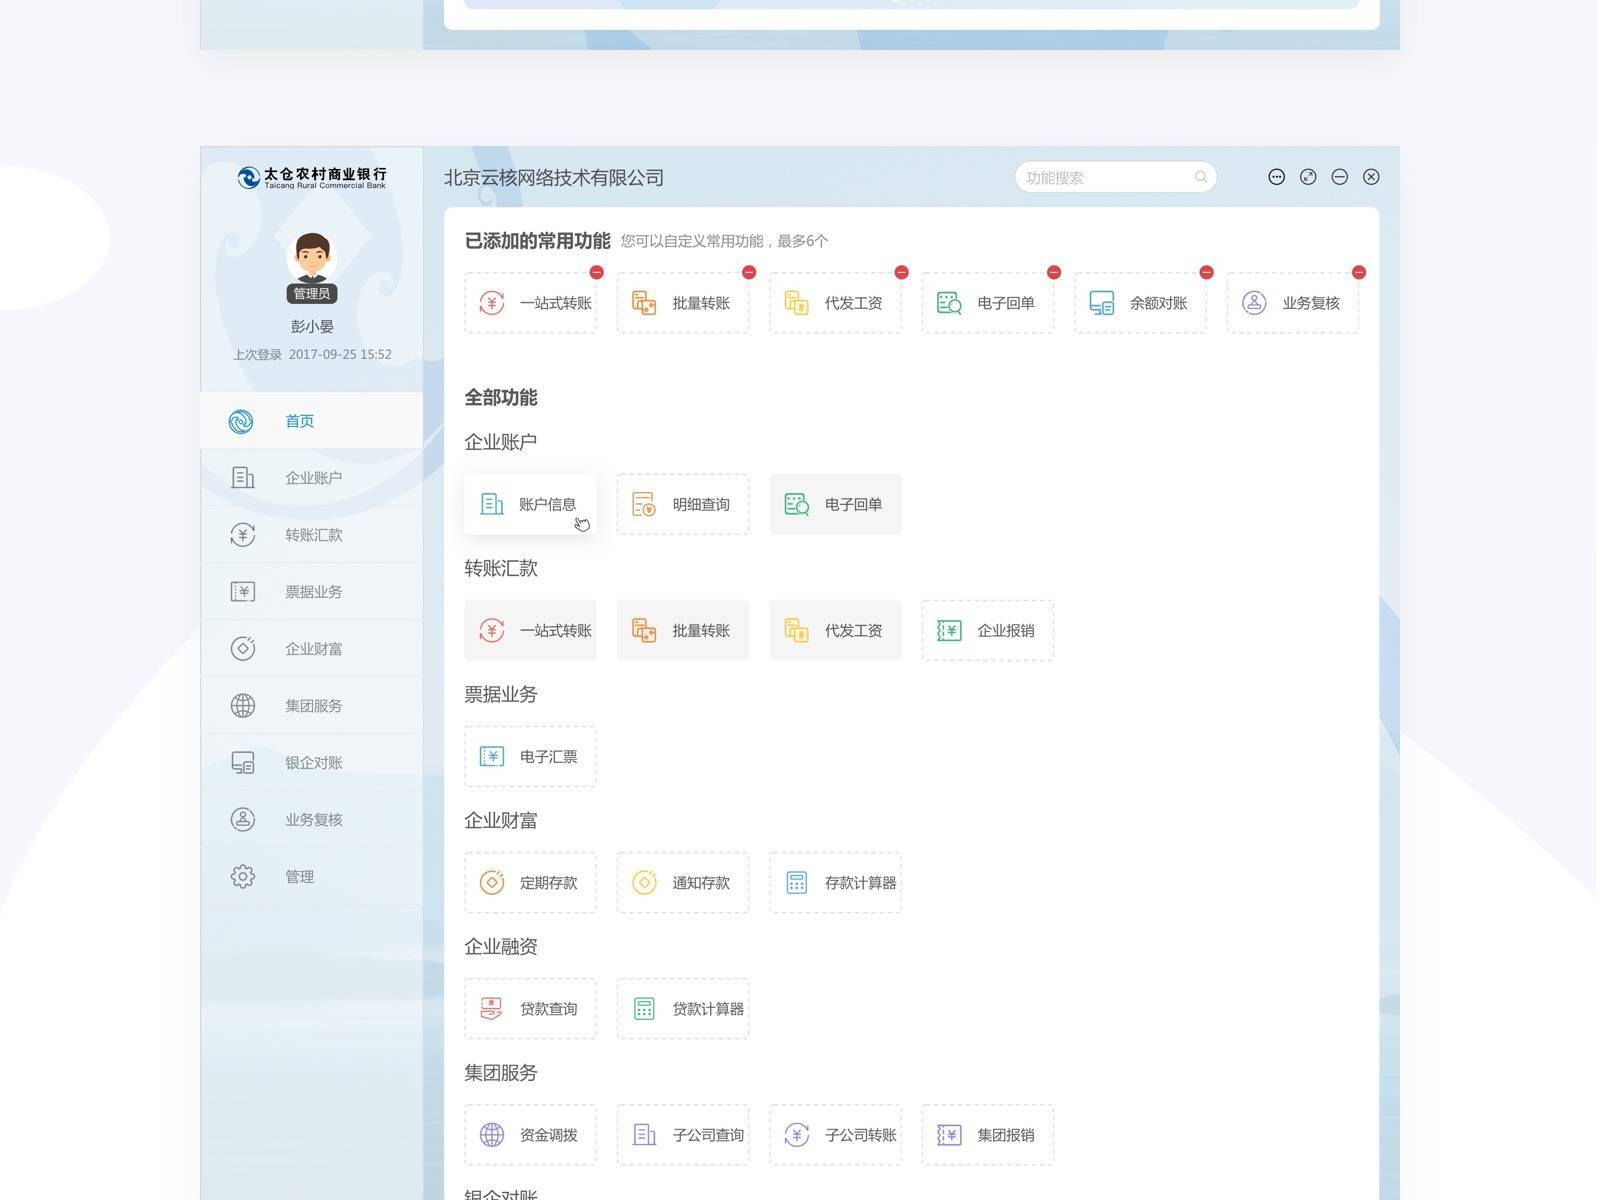 太仓农村商业银行
Taicang Rural Commercial Bank
管理员
彭小晏
上次登录 2017-09-25 15:52
首页
企业账户
转账汇款
票据业务
企业财富
集团服务
银企对账
业务复核
管理
北京云核网络技术有限公司
功能搜索
已添加的常用功能 您可以自定义常用功能，最多6个
一站式转账 批量转账 代发工资 电子回单 余额对账 业务复核
全部功能
企业账户
账户信息 明细查询 电子回单
转账汇款
一站式转账 批量转账 代发工资 企业报销
票据业务
电子汇票
企业财富
定期存款 通知存款 存款计算器
企业融资
贷款查询 贷款计算器
集团服务
资金调拨 子公司查询 子公司转账 集团报销
银企对账